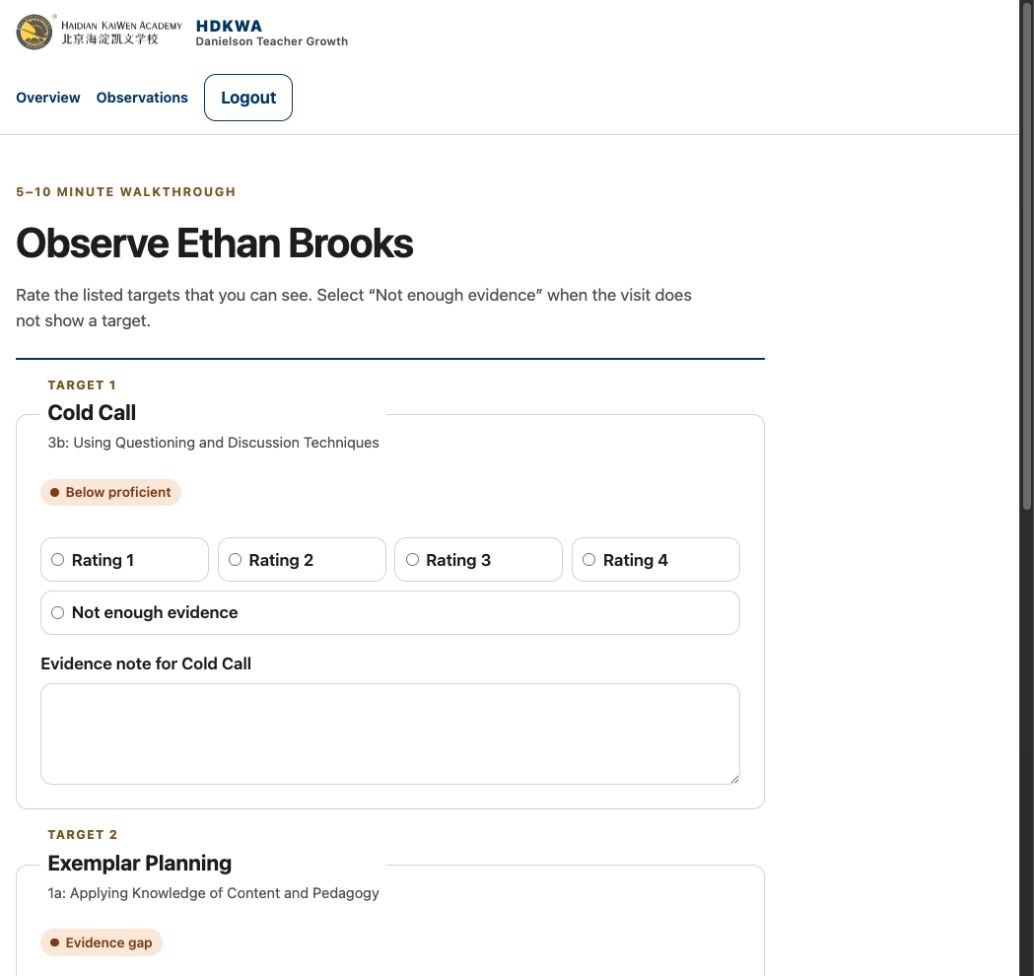 HAIDIAN KAIWEN ACADEMY
北京海淀凯文学校
HDKWA
Danielson Teacher Growth
Overview
Observations
Logout
5–10 MINUTE WALKTHROUGH
Observe Ethan Brooks
Rate the listed targets that you can see. Select “Not enough evidence” when the visit does
not show a target.
TARGET 1
Cold Call
3b: Using Questioning and Discussion Techniques
Below proficient
Rating 1
Rating 2
Rating 3
Rating 4
Not enough evidence
Evidence note for Cold Call
TARGET 2
Exemplar Planning
1a: Applying Knowledge of Content and Pedagogy
Evidence gap